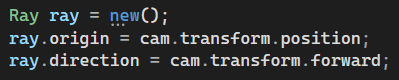 Ray ray = new();
ray.origin = cam.transform.position;
ray.direction = cam.transform.forward;